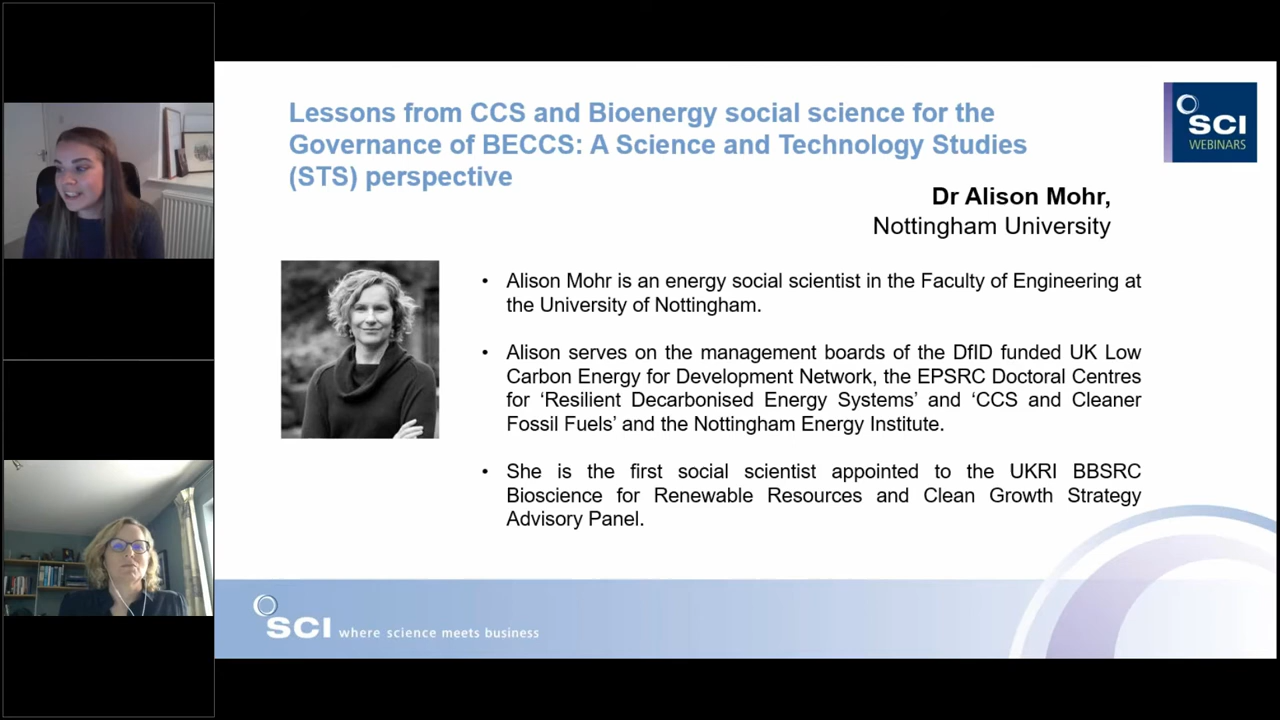 Lessons from CCS and Bioenergy social science for the
Governance of BECCS: A Science and Technology Studies
(STS) perspective
SCI
WEBINARS
Dr Alison Mohr,
Nottingham University
• Alison Mohr is an energy social scientist in the Faculty of Engineering at
the University of Nottingham.
• Alison serves on the management boards of the DfID funded UK Low
Carbon Energy for Development Network, the EPSRC Doctoral Centres
for ‘Resilient Decarbonised Energy Systems’ and ‘CCS and Cleaner
Fossil Fuels’ and the Nottingham Energy Institute.
• She is the first social scientist appointed to the UKRI BBSRC
Bioscience for Renewable Resources and Clean Growth Strategy
Advisory Panel.
SCI where science meets business